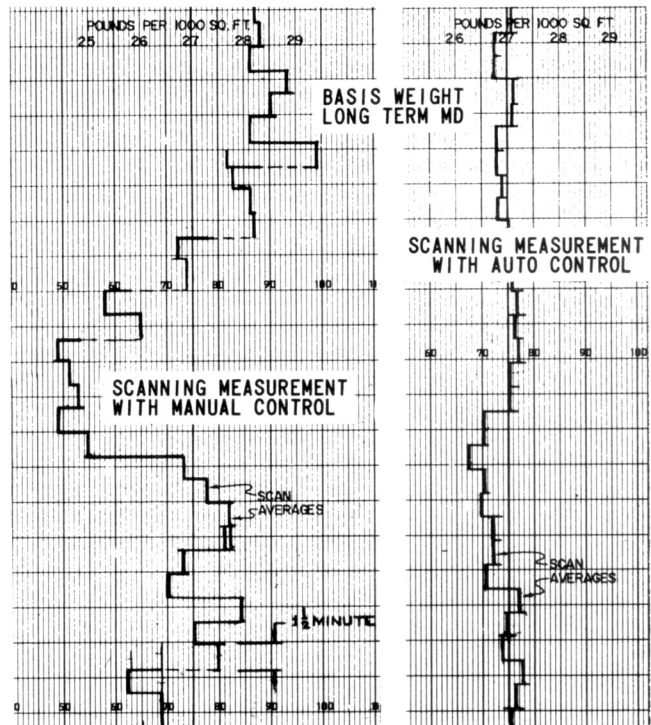 POUNDS PER 1000 SQ. FT.
25 26 27 28 29
POUNDS PER 1000 SQ. FT
26 27 28 29
BASIS WEIGHT
LONG TERM MD
SCANNING MEASUREMENT
WITH AUTO CONTROL
50 60 70 80 90 100
60 70 80 90 100
SCANNING MEASUREMENT
WITH MANUAL CONTROL
SCAN
AVERAGES
SCAN
AVERAGES
1½ MINUTE
50 60 70 80 90 100